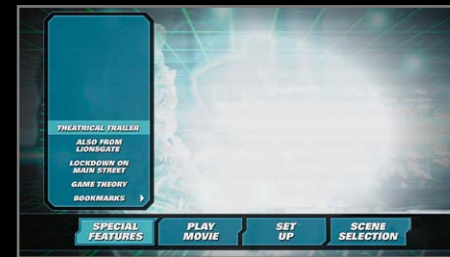 THEATRICAL TRAILER
ALSO FROM
LIONSGATE
LOCKDOWN ON
MAIN STREET
GAME THEORY
BOOKMARKS
SPECIAL
FEATURES
PLAY
MOVIE
SET
UP
SCENE
SELECTION